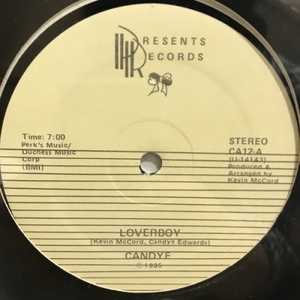 PRESENTS
RECORDS
Time: 7:00
Perk's Music/
Duchess Music
Corp
(BMI)
STEREO
CA12-A
(U-14143)
Produced &
Arranged by
Kevin McCord
LOVERBOY
(Kevin McCord, Candye Edwards)
CANDYE